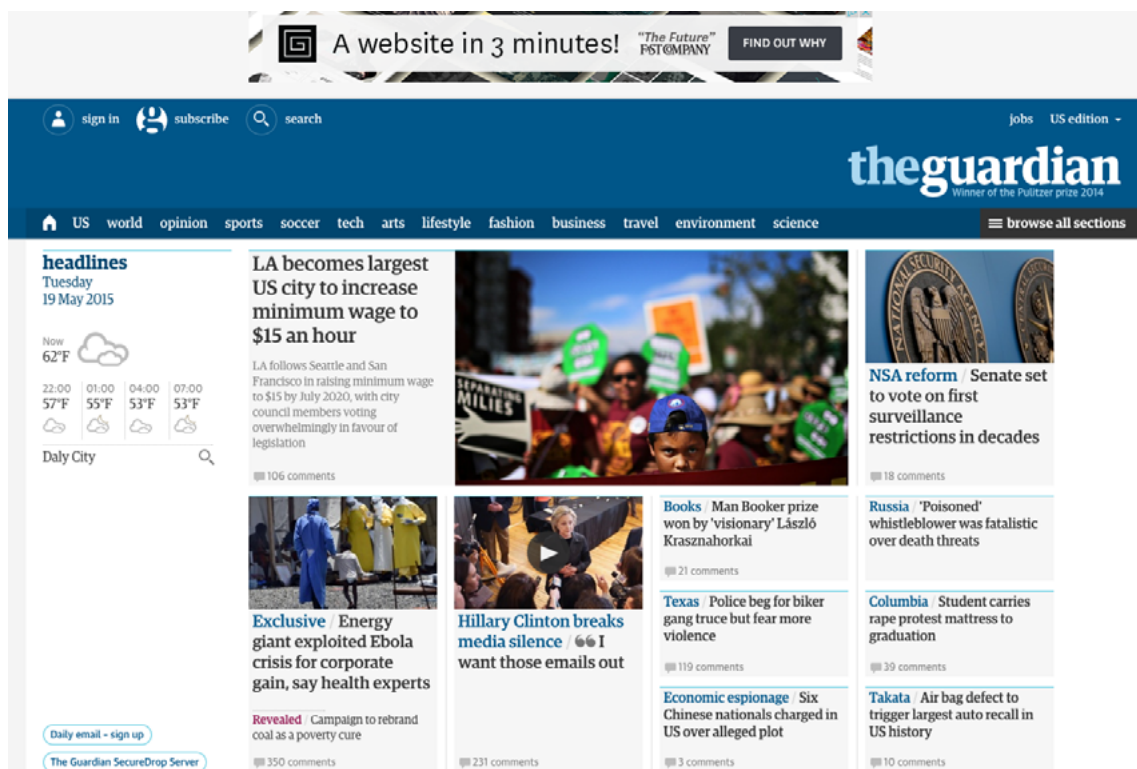 A website in 3 minutes!
"The Future"
FAST COMPANY
FIND OUT WHY
sign in
subscribe
search
jobs
US edition
theguardian
Winner of the Pulitzer prize 2014
US world opinion sports soccer tech arts lifestyle fashion business travel environment science
browse all sections
headlines
Tuesday
19 May 2015
Now
62°F
22:00 01:00 04:00 07:00
57°F 55°F 53°F 53°F
Daly City
Daily email - sign up
The Guardian SecureDrop Server
LA becomes largest
US city to increase
minimum wage to
$15 an hour
LA follows Seattle and San
Francisco in raising minimum wage
to $15 by July 2020, with city
council members voting
overwhelmingly in favour of
legislation
106 comments
SEPARATING
MILIES
NATIONAL SECURITY
NSA reform / Senate set
to vote on first
surveillance
restrictions in decades
18 comments
Exclusive / Energy
giant exploited Ebola
crisis for corporate
gain, say health experts
Revealed / Campaign to rebrand
coal as a poverty cure
350 comments
Hillary Clinton breaks
media silence / “ I
want those emails out
231 comments
Books / Man Booker prize
won by 'visionary' László
Krasznahorkai
21 comments
Texas / Police beg for biker
gang truce but fear more
violence
119 comments
Economic espionage / Six
Chinese nationals charged in
US over alleged plot
3 comments
Russia / 'Poisoned'
whistleblower was fatalistic
over death threats
Columbia / Student carries
rape protest mattress to
graduation
39 comments
Takata / Air bag defect to
trigger largest auto recall in
US history
10 comments